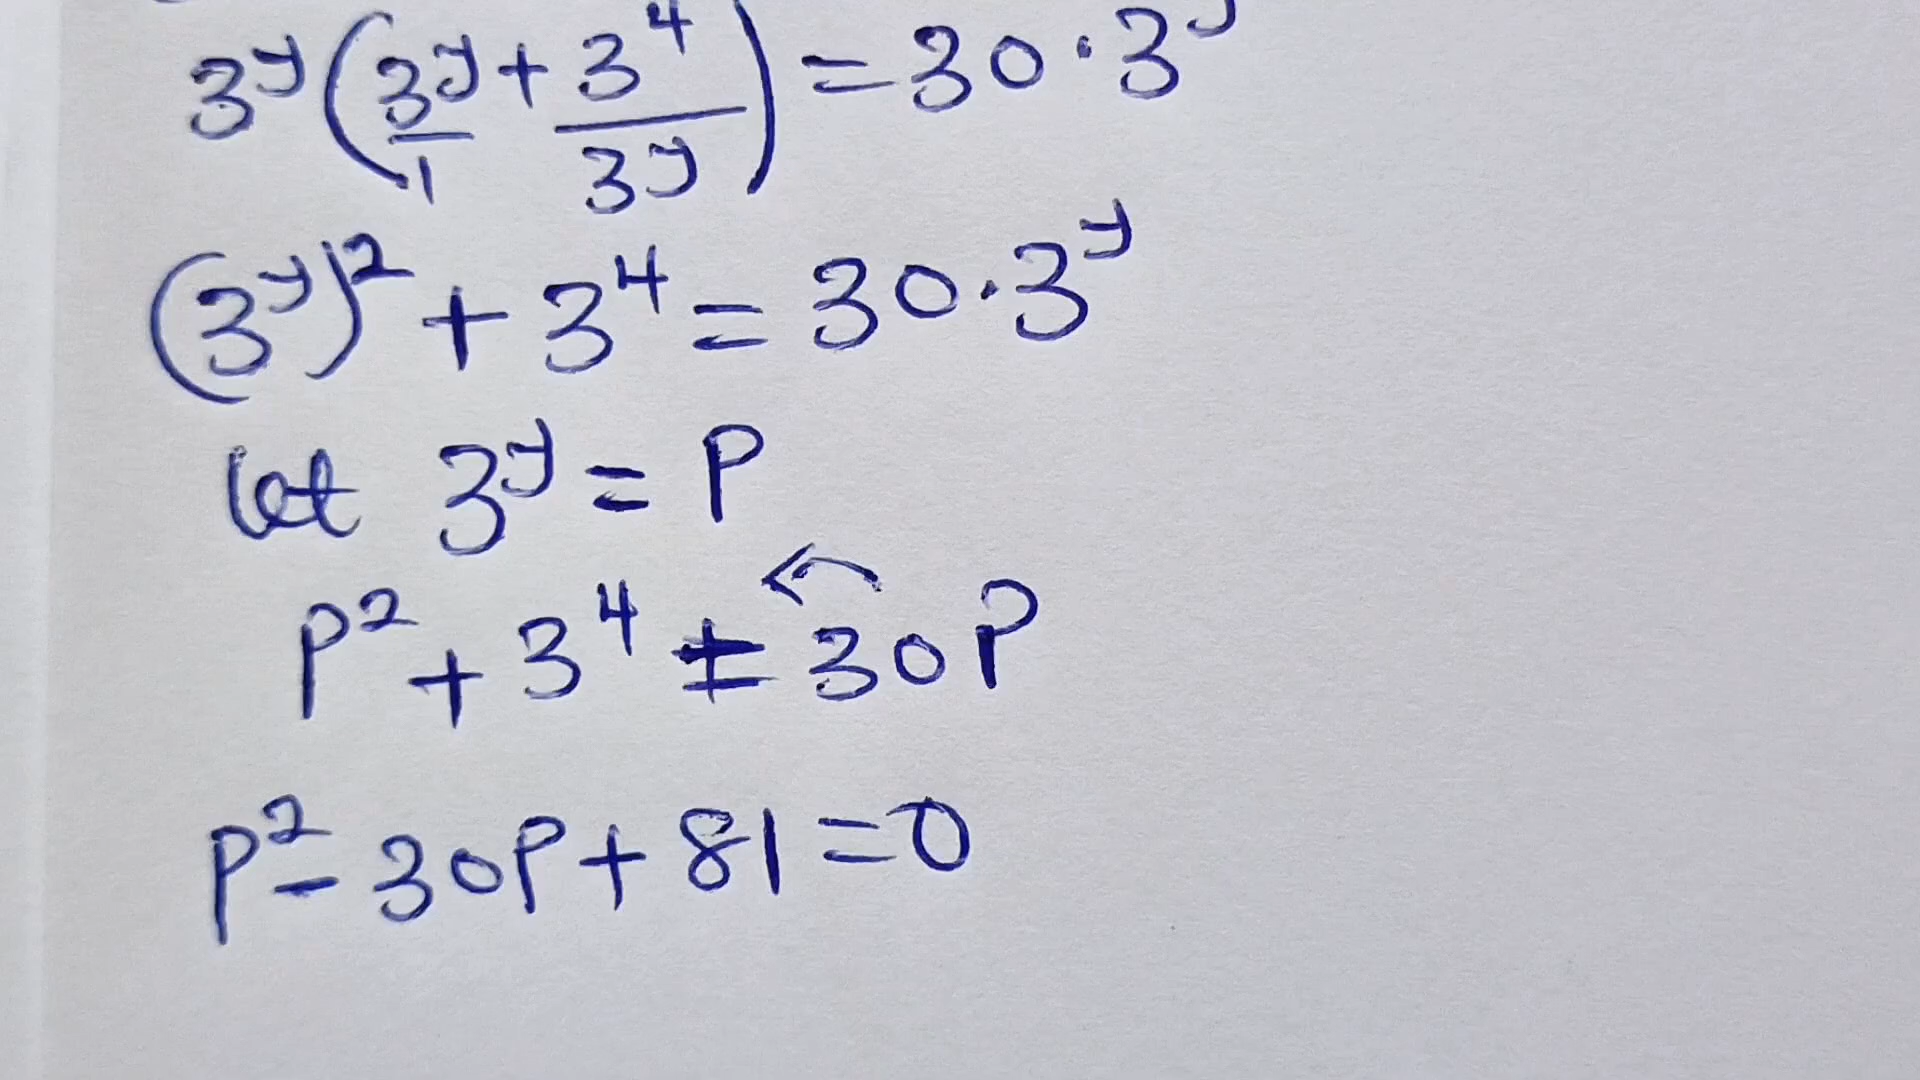 3^y (3^y/1 + 3^4/3^y) = 30 · 3^y
(3^y)^2 + 3^4 = 30 · 3^y
let 3^y = P
P^2 + 3^4 = 30P
P^2 - 30P + 81 = 0